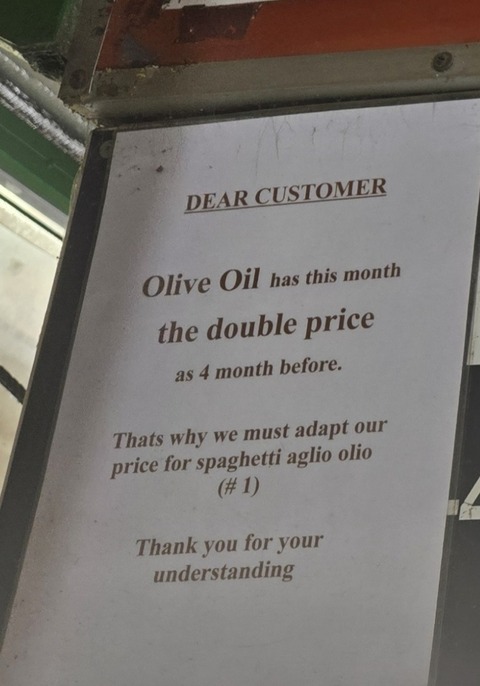 DEAR CUSTOMER
Olive Oil has this month
the double price
as 4 month before.
Thats why we must adapt our
price for spaghetti aglio olio
(# 1)
Thank you for your
understanding